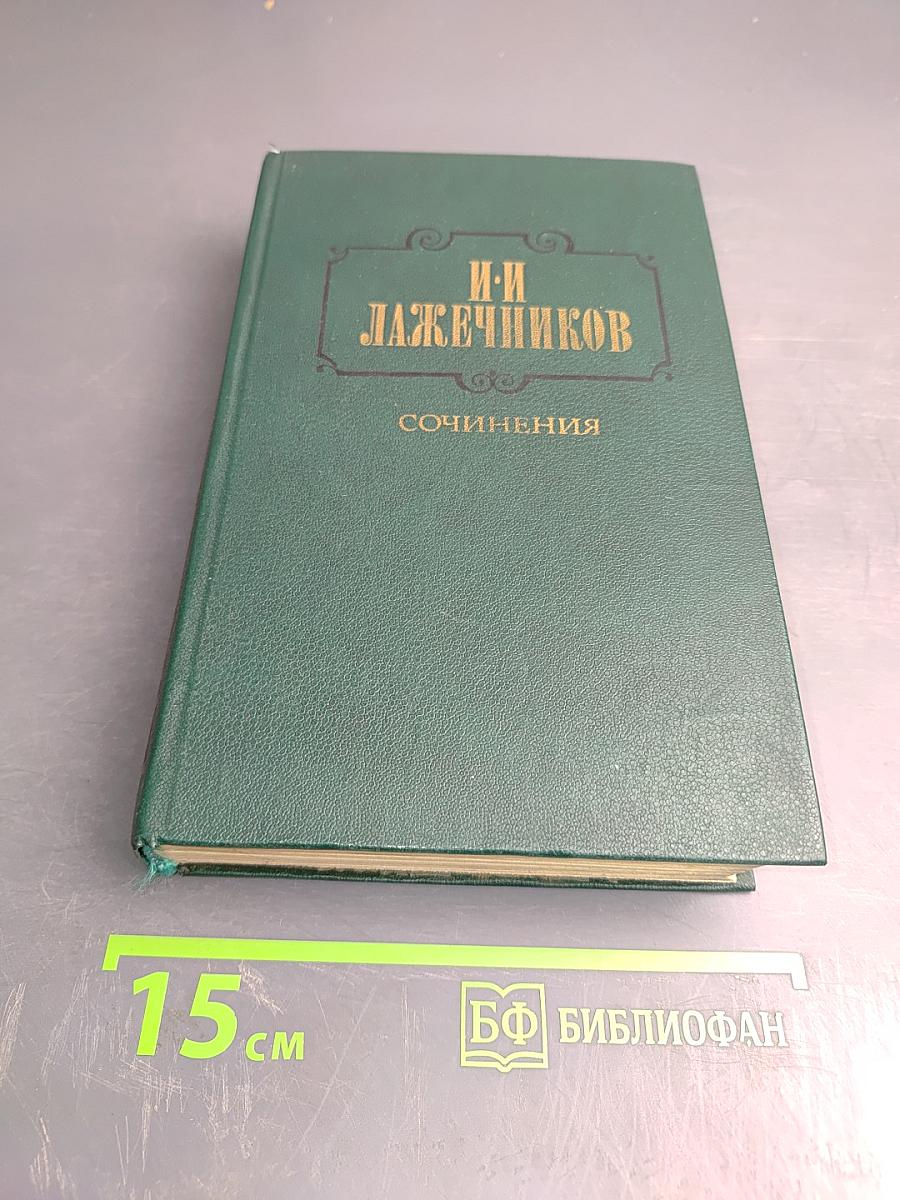 И·И
ЛАЖЕЧНИКОВ
СОЧИНЕНИЯ
15 см
БФ БИБЛИОФАН